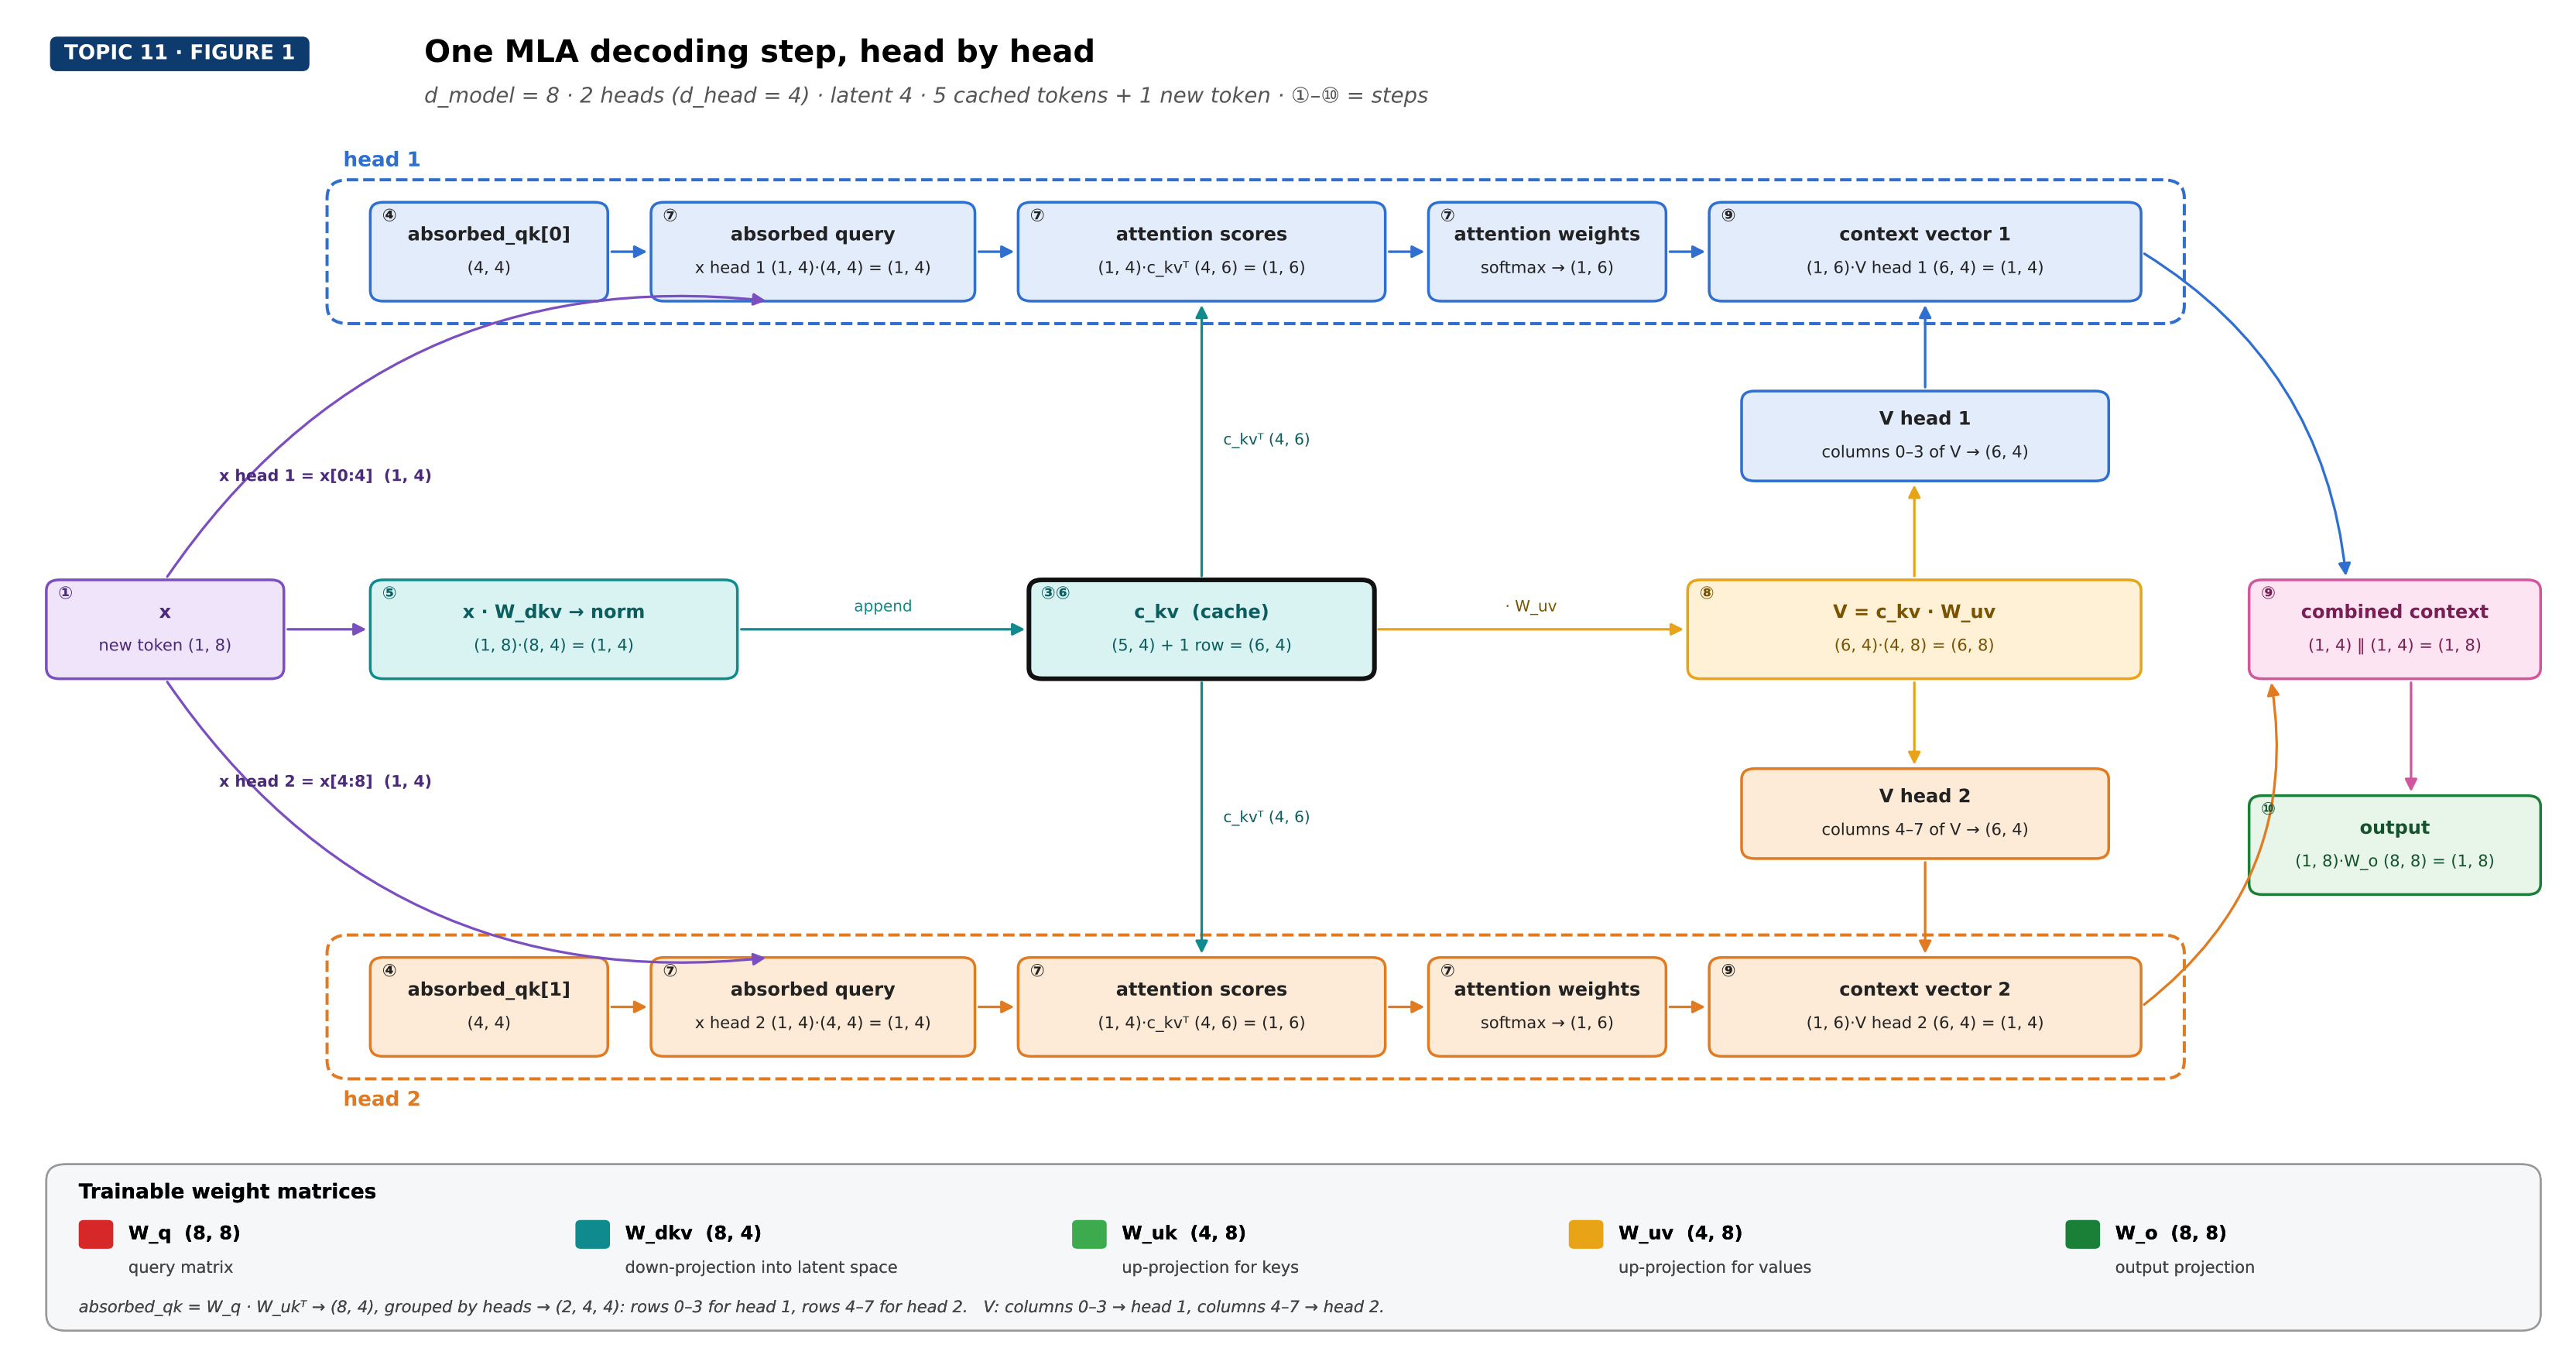 TOPIC 11 · FIGURE 1
One MLA decoding step, head by head
d_model = 8 · 2 heads (d_head = 4) · latent 4 · 5 cached tokens + 1 new token · ①–⑩ = steps
head 1
④
absorbed_qk[0]
(4, 4)
⑦
absorbed query
x head 1 (1, 4)·(4, 4) = (1, 4)
⑦
attention scores
(1, 4)·c_kvᵀ (4, 6) = (1, 6)
⑦
attention weights
softmax → (1, 6)
⑨
context vector 1
(1, 6)·V head 1 (6, 4) = (1, 4)
c_kvᵀ (4, 6)
V head 1
columns 0–3 of V → (6, 4)
x head 1 = x[0:4] (1, 4)
①
x
new token (1, 8)
⑤
x · W_dkv → norm
(1, 8)·(8, 4) = (1, 4)
append
③⑥
c_kv (cache)
(5, 4) + 1 row = (6, 4)
· W_uv
⑧
V = c_kv · W_uv
(6, 4)·(4, 8) = (6, 8)
⑨
combined context
(1, 4) ∥ (1, 4) = (1, 8)
x head 2 = x[4:8] (1, 4)
c_kvᵀ (4, 6)
V head 2
columns 4–7 of V → (6, 4)
⑩
output
(1, 8)·W_o (8, 8) = (1, 8)
④
absorbed_qk[1]
(4, 4)
⑦
absorbed query
x head 2 (1, 4)·(4, 4) = (1, 4)
⑦
attention scores
(1, 4)·c_kvᵀ (4, 6) = (1, 6)
⑦
attention weights
softmax → (1, 6)
⑨
context vector 2
(1, 6)·V head 2 (6, 4) = (1, 4)
head 2
Trainable weight matrices
W_q (8, 8)
query matrix
W_dkv (8, 4)
down-projection into latent space
W_uk (4, 8)
up-projection for keys
W_uv (4, 8)
up-projection for values
W_o (8, 8)
output projection
absorbed_qk = W_q · W_ukᵀ → (8, 4), grouped by heads → (2, 4, 4): rows 0–3 for head 1, rows 4–7 for head 2. V: columns 0–3 → head 1, columns 4–7 → head 2.